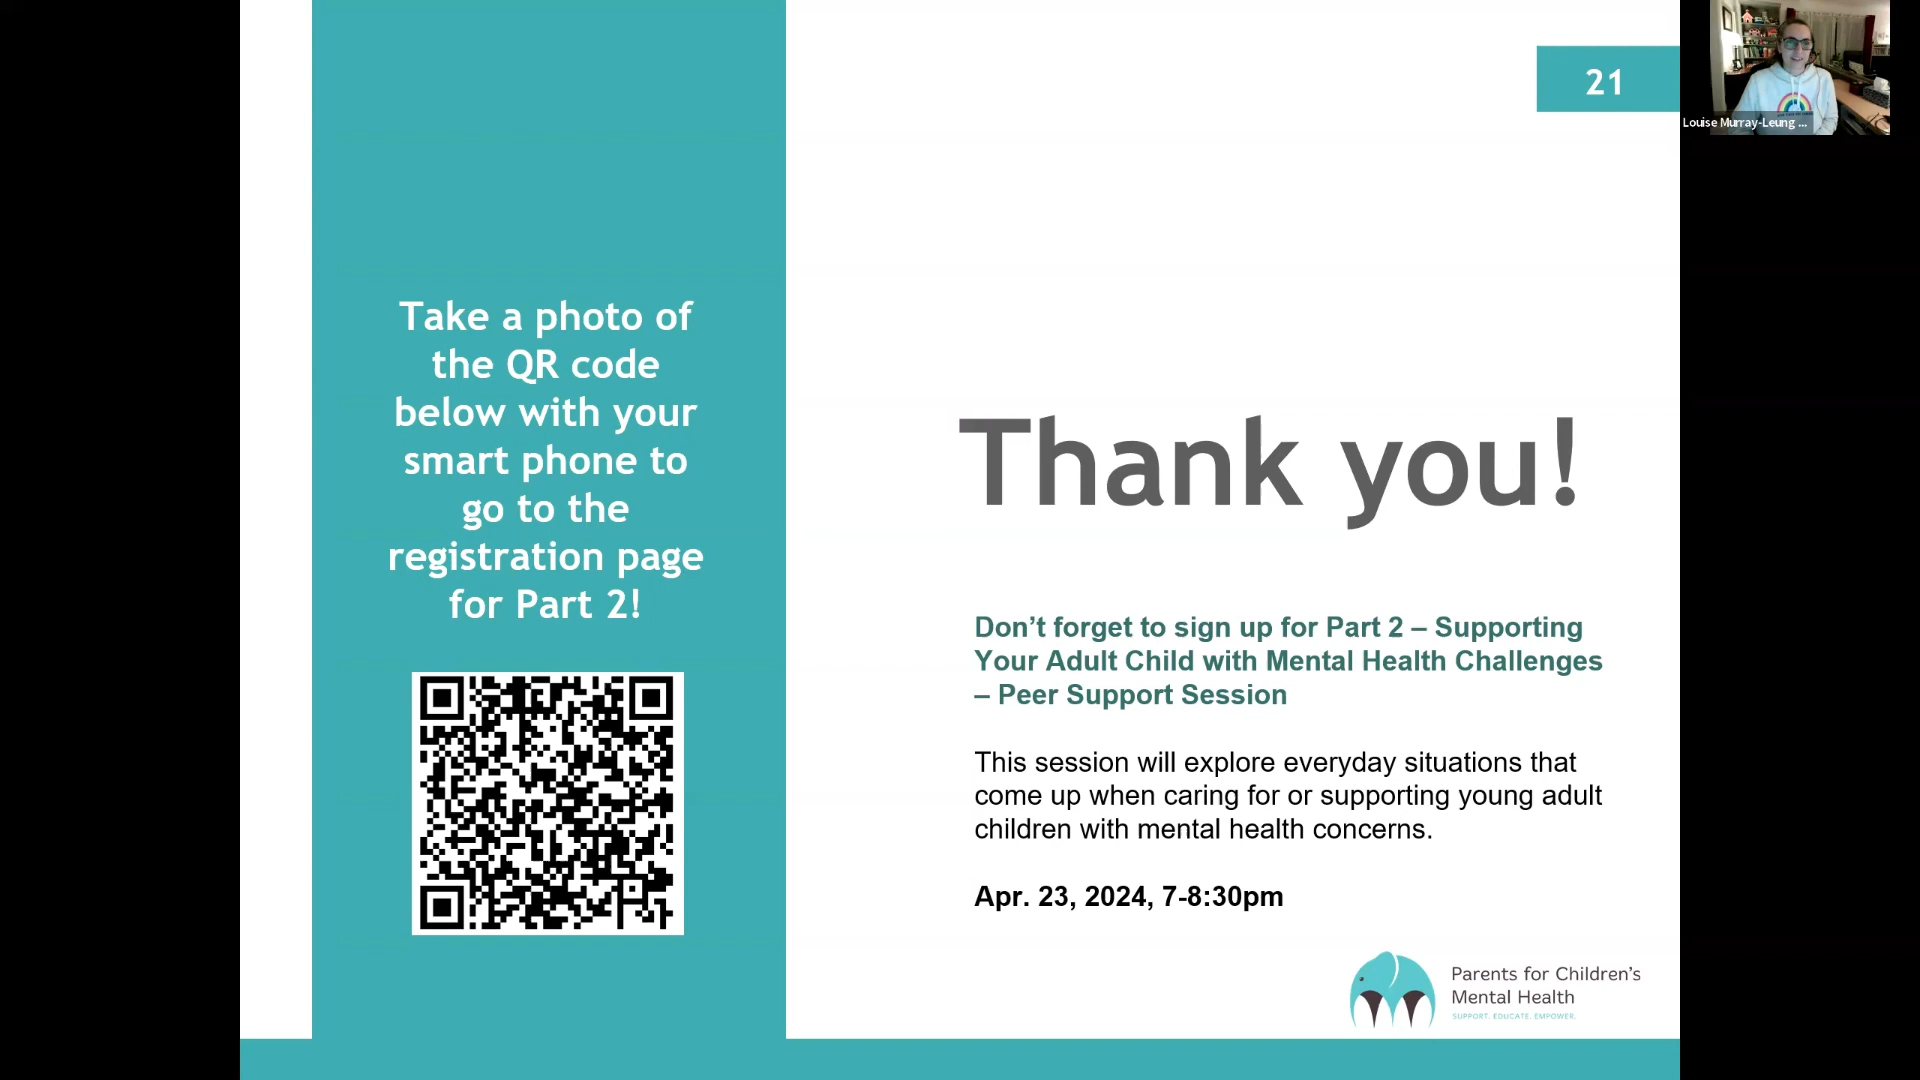 Take a photo of
the QR code
below with your
smart phone to
go to the
registration page
for Part 2!
21
Louise Murray-Leung ...
Thank you!
Don’t forget to sign up for Part 2 – Supporting
Your Adult Child with Mental Health Challenges
– Peer Support Session
This session will explore everyday situations that
come up when caring for or supporting young adult
children with mental health concerns.
Apr. 23, 2024, 7-8:30pm
Parents for Children’s
Mental Health
SUPPORT. EDUCATE. EMPOWER.